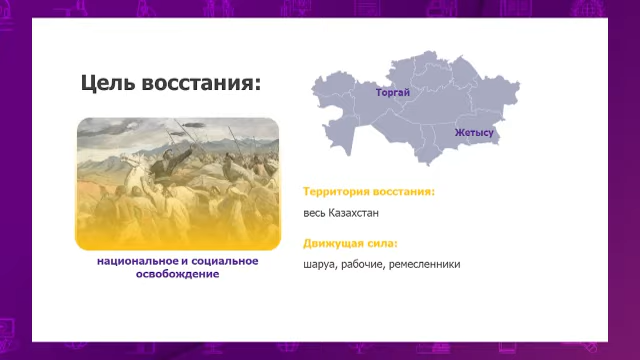 Цель восстания:
национальное и социальное
освобождение
Торгай
Жетысу
Территория восстания:
весь Казахстан
Движущая сила:
шаруа, рабочие, ремесленники